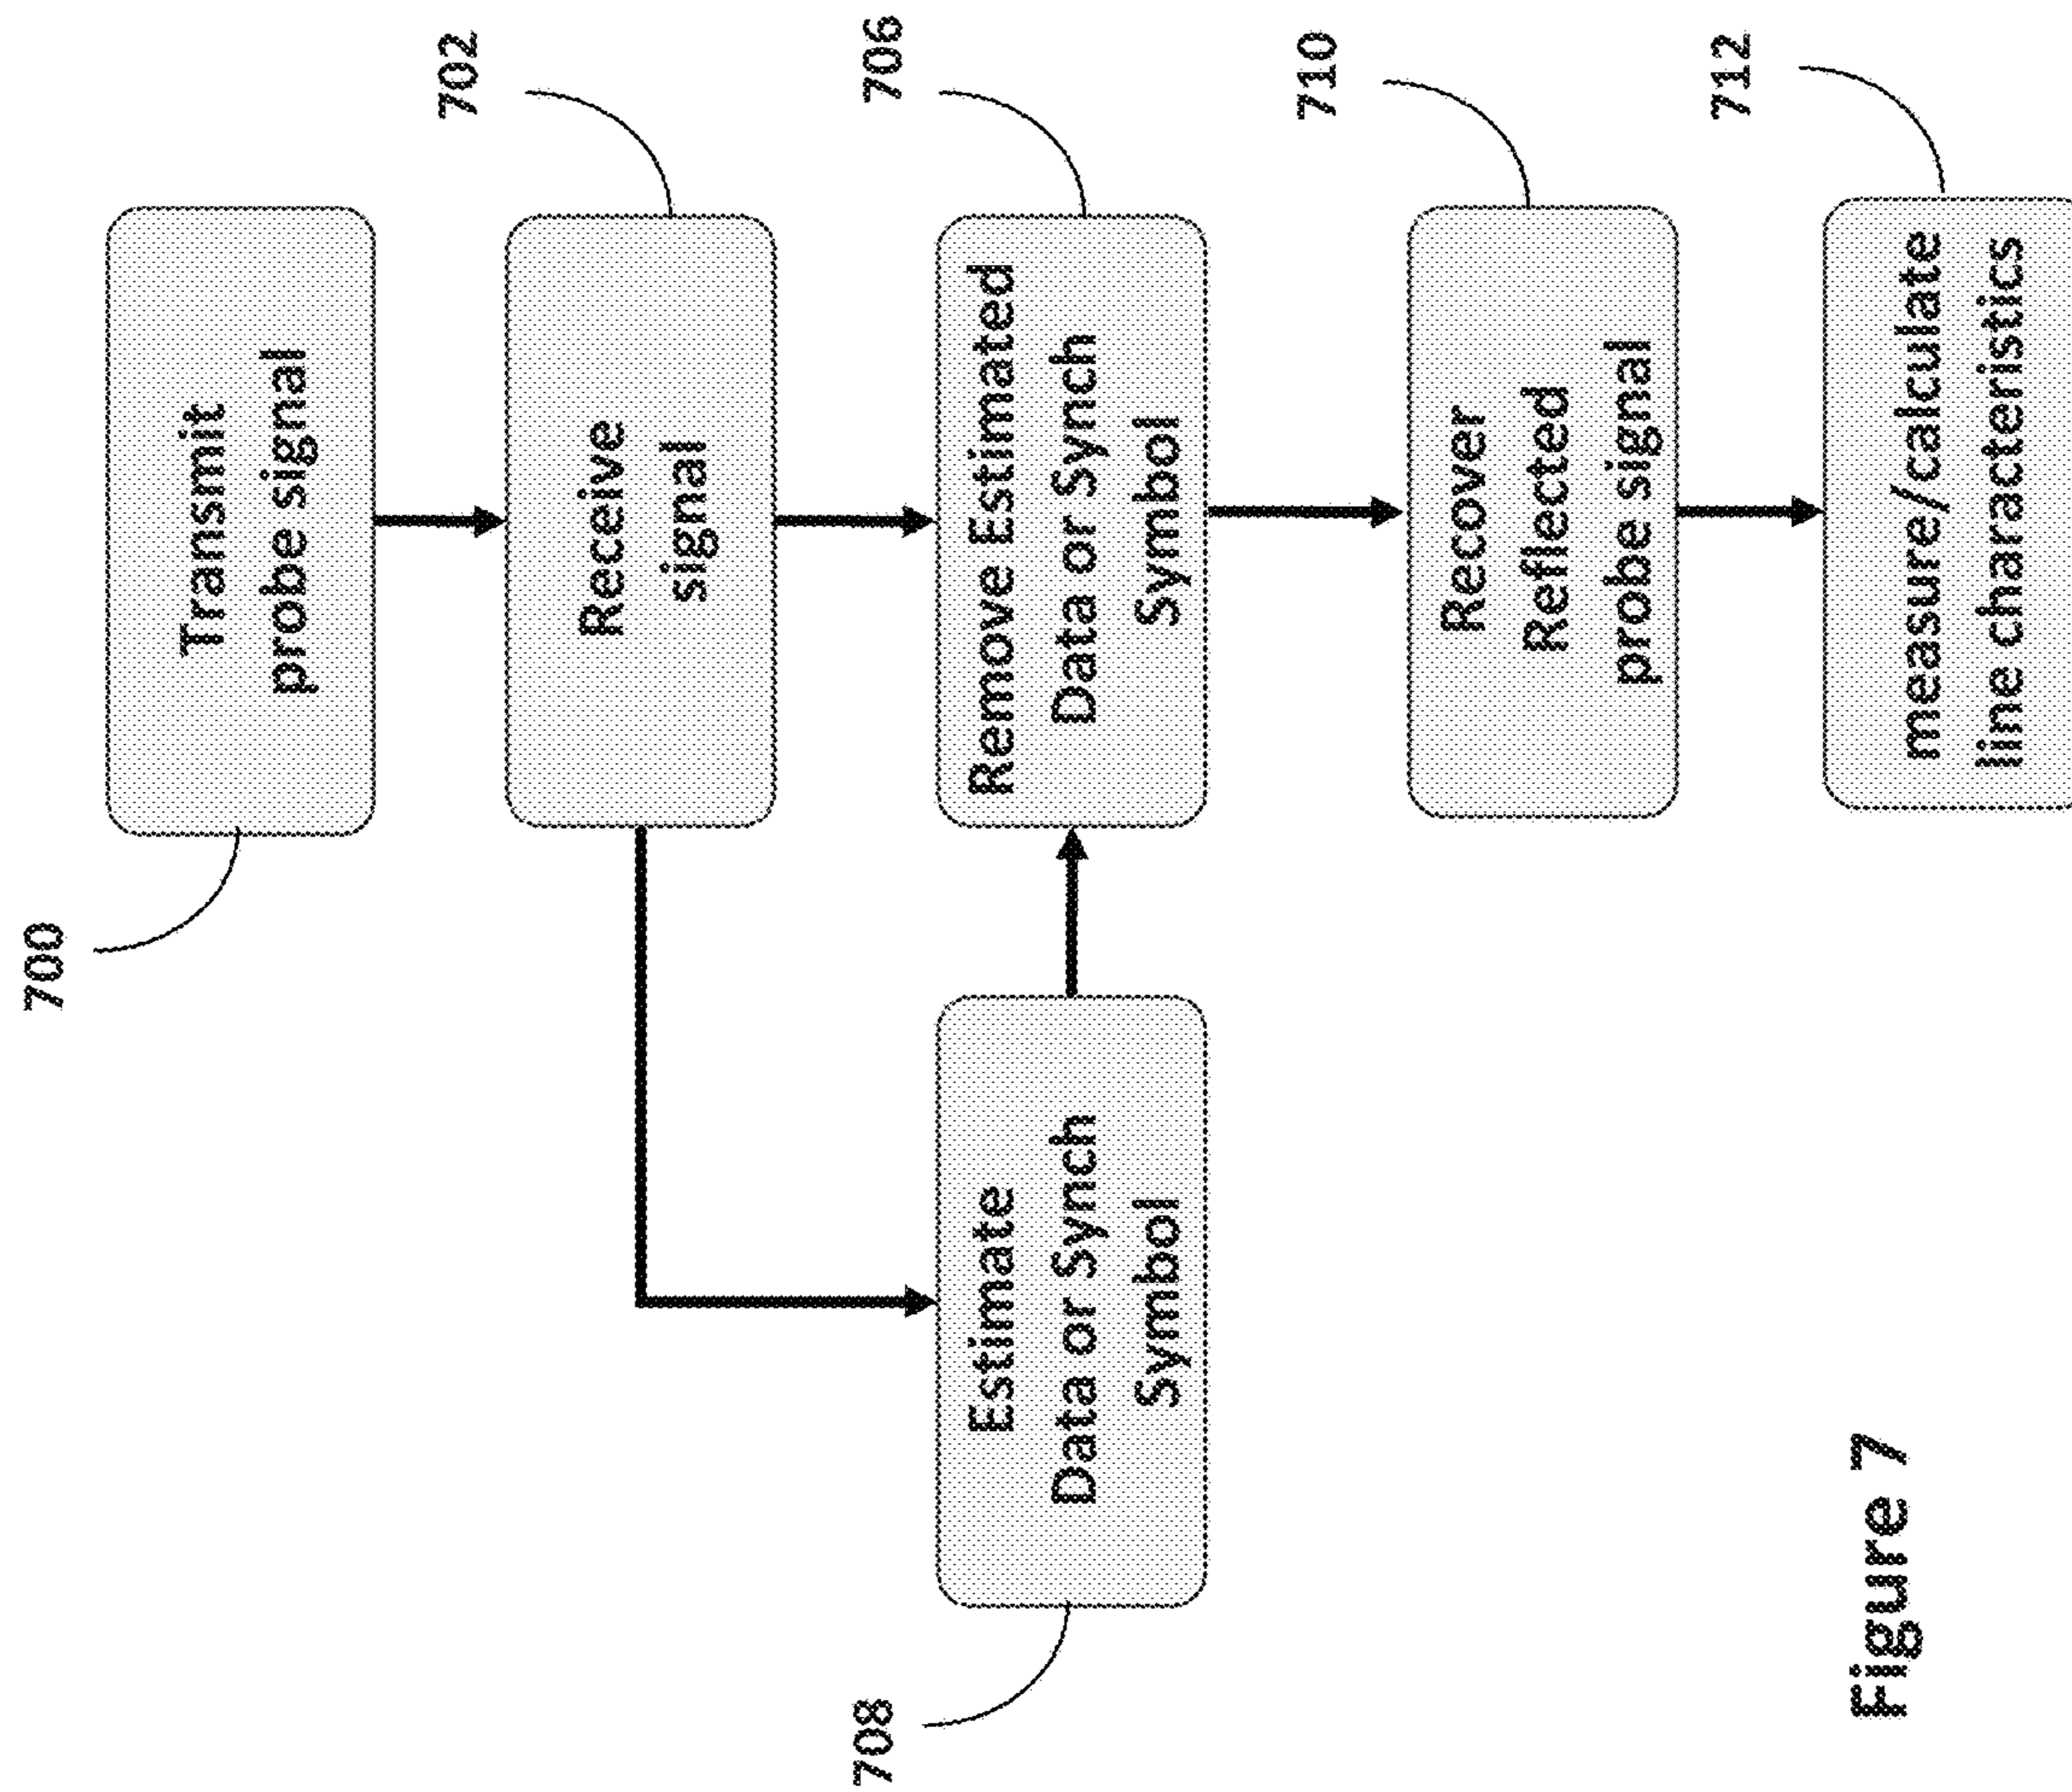 700
Transmit
probe signal
702
Receive
signal
706
Remove Estimated
Data or Synch
Symbol
708
Estimate
Data or Synch
Symbol
710
Recover
Reflected
probe signal
712
measure/calculate
line characteristics
Figure 7